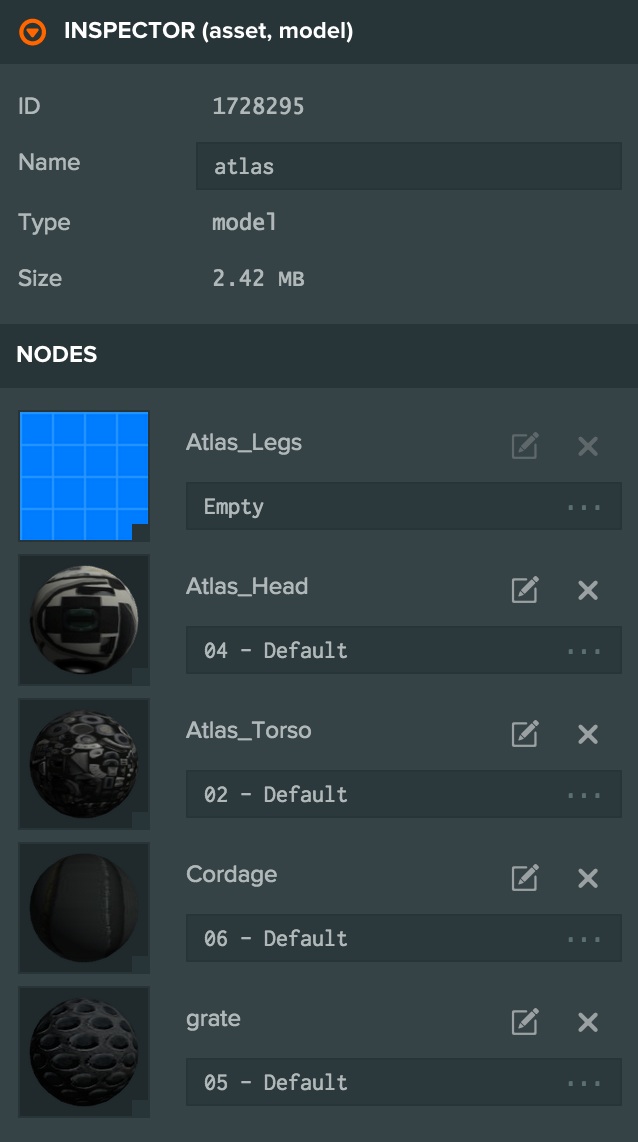 INSPECTOR (asset, model)
ID 1728295
Name atlas
Type model
Size 2.42 MB
NODES
Atlas_Legs
Empty ...
Atlas_Head
04 - Default ...
Atlas_Torso
02 - Default ...
Cordage
06 - Default ...
grate
05 - Default ...